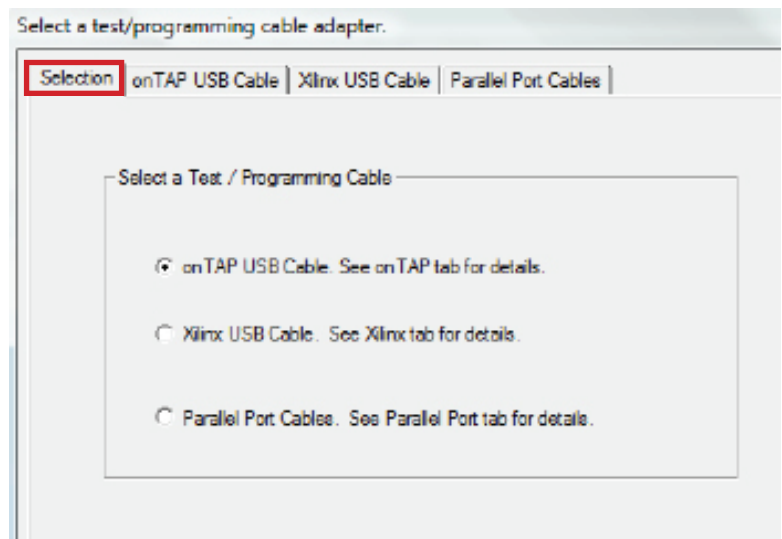 Select a test/programming cable adapter.
Selection onTAP USB Cable Xilinx USB Cable Parallel Port Cables
Select a Test / Programming Cable
onTAP USB Cable. See onTAP tab for details.
Xilinx USB Cable. See Xilinx tab for details.
Parallel Port Cables. See Parallel Port tab for details.